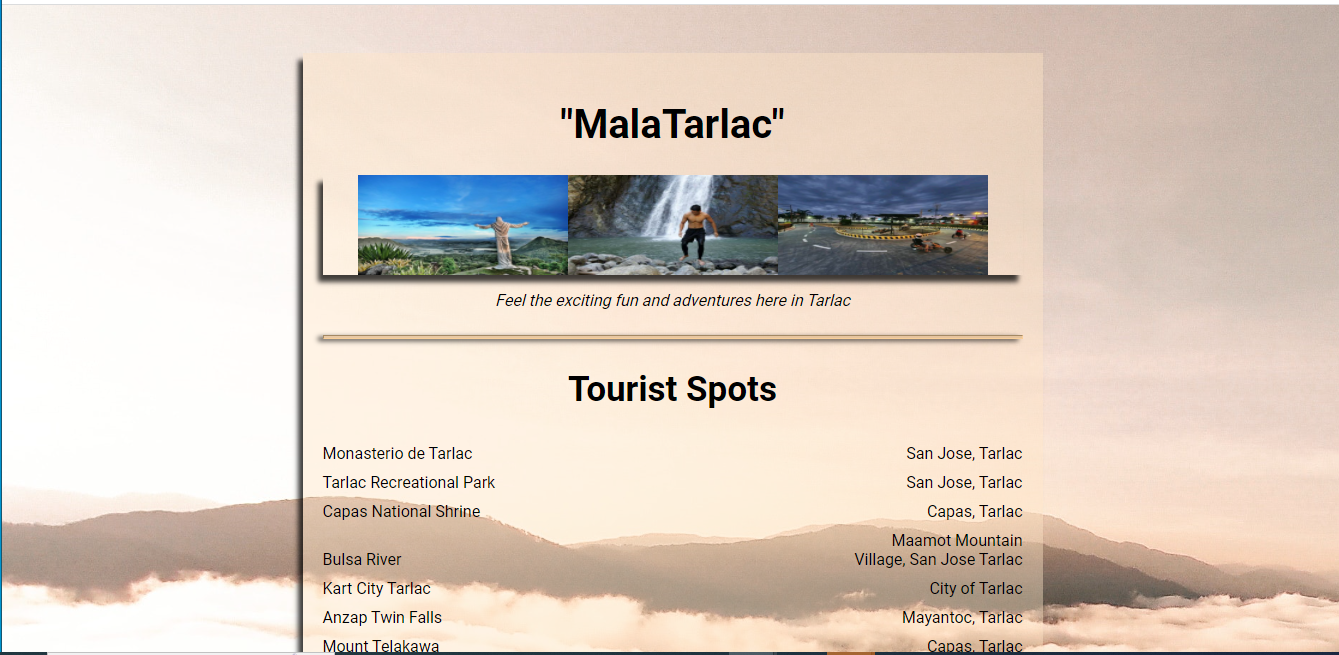 "MalaTarlac"
Feel the exciting fun and adventures here in Tarlac
Tourist Spots
Monasterio de Tarlac San Jose, Tarlac
Tarlac Recreational Park San Jose, Tarlac
Capas National Shrine Capas, Tarlac
Maamot Mountain
Bulsa River Village, San Jose Tarlac
Kart City Tarlac City of Tarlac
Anzap Twin Falls Mayantoc, Tarlac
Mount Telakawa Capas, Tarlac